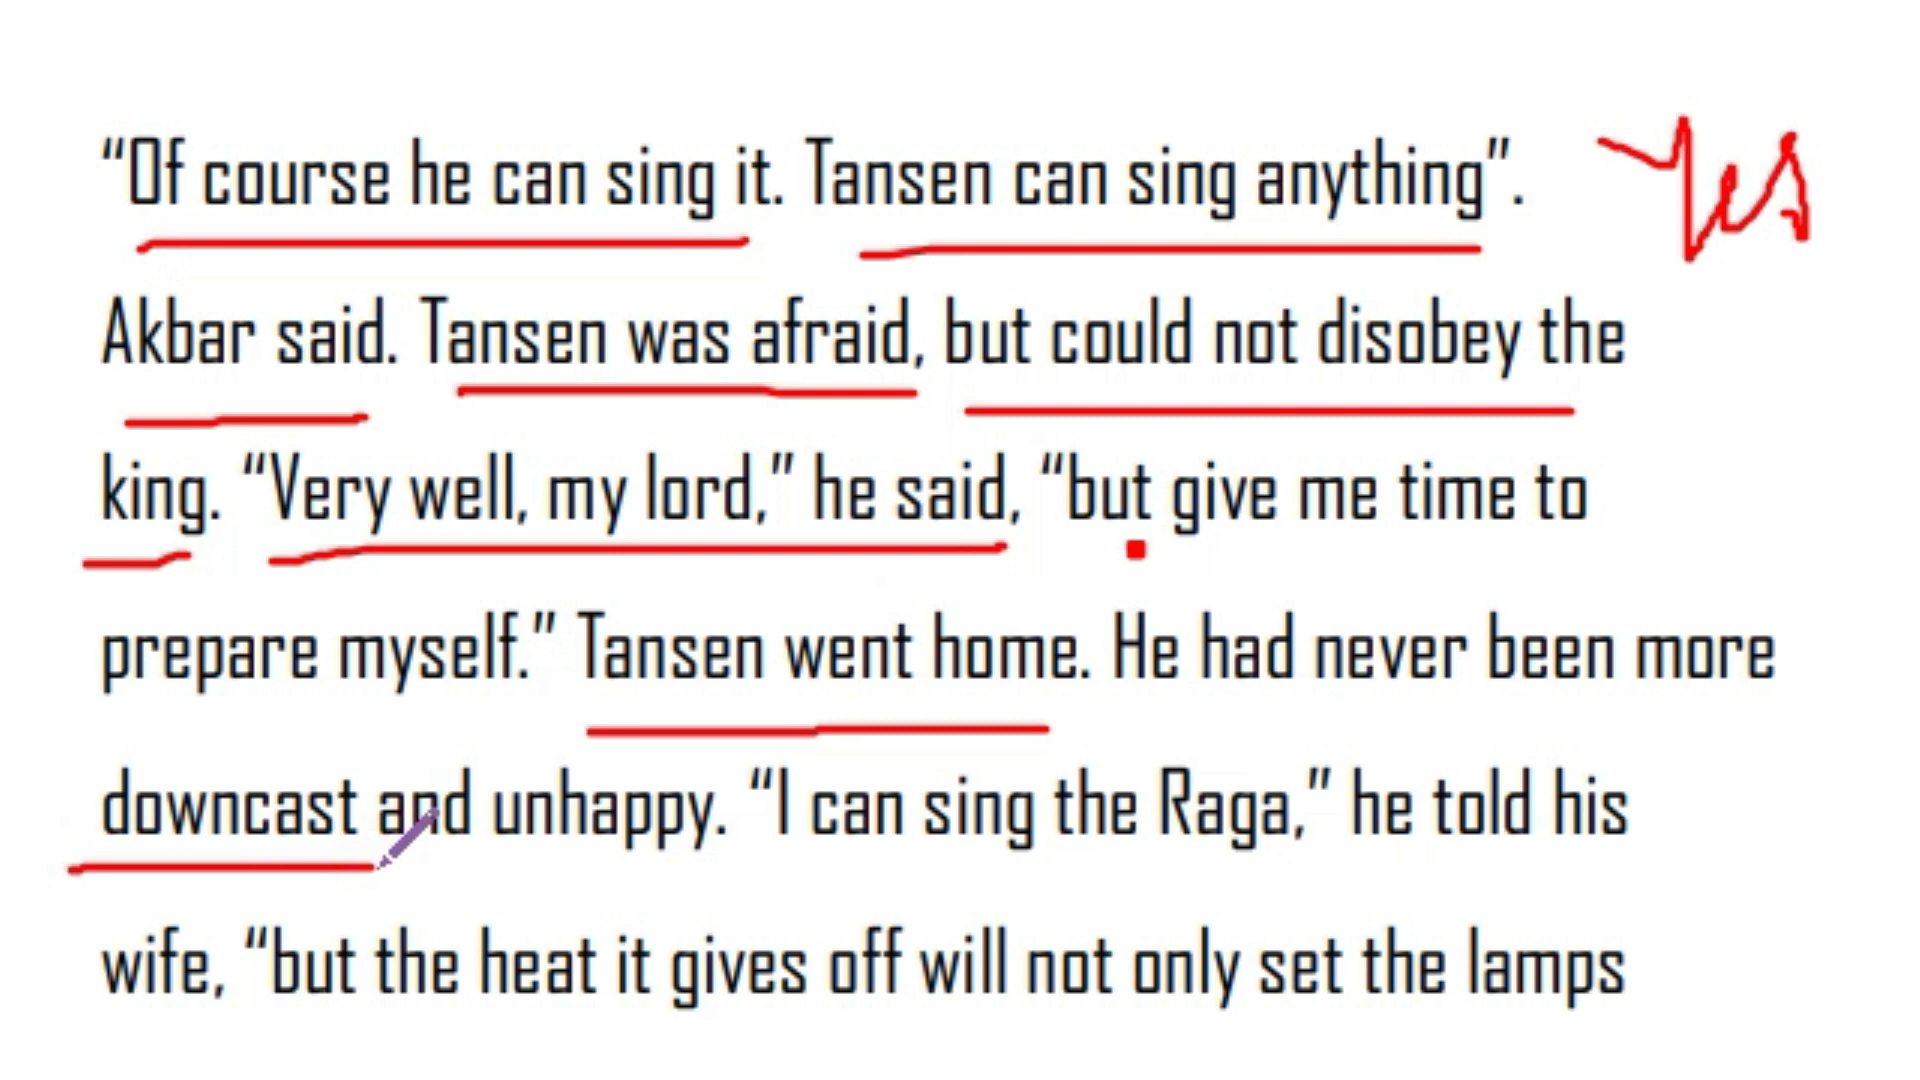 “Of course he can sing it. Tansen can sing anything”. Yes
Akbar said. Tansen was afraid, but could not disobey the
king. “Very well, my lord,” he said, “but give me time to
prepare myself.” Tansen went home. He had never been more
downcast and unhappy. “I can sing the Raga,” he told his
wife, “but the heat it gives off will not only set the lamps